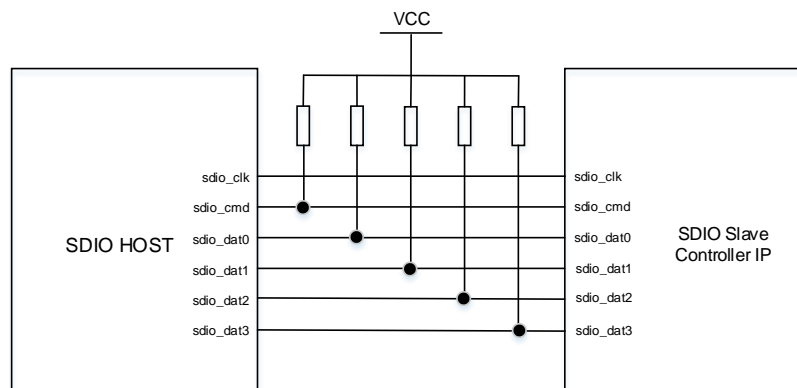 VCC
sdio_clk
sdio_cmd
sdio_dat0
sdio_dat1
sdio_dat2
sdio_dat3
SDIO HOST
sdio_clk
sdio_cmd
sdio_dat0
sdio_dat1
sdio_dat2
sdio_dat3
SDIO Slave
Controller IP